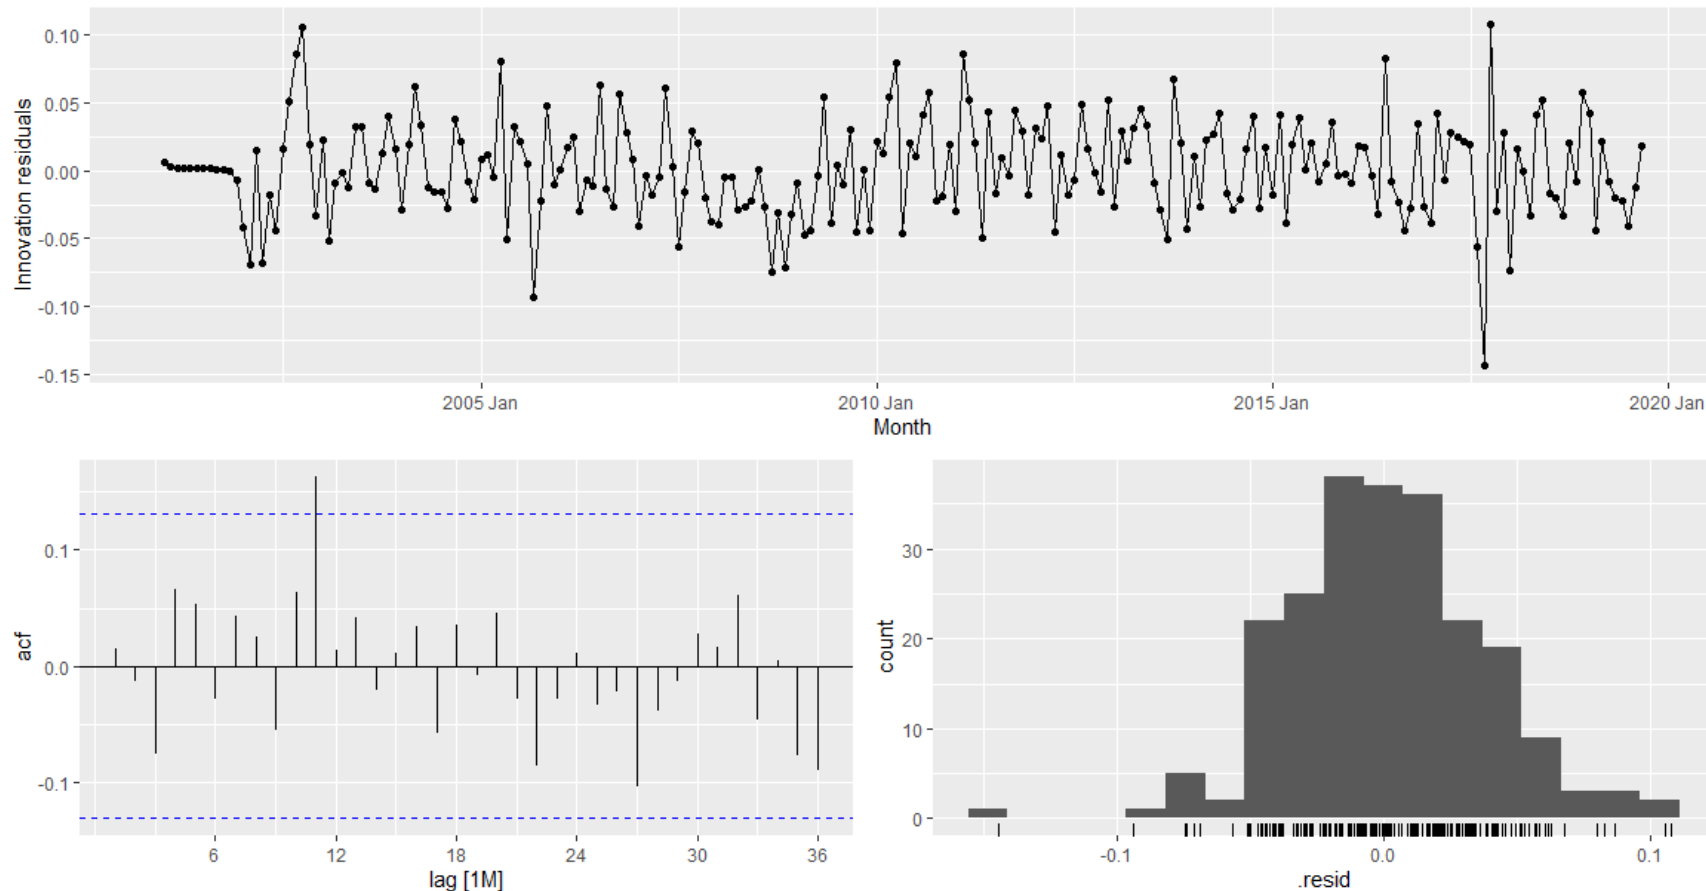 Innovation residuals
0.10
0.05
0.00
-0.05
-0.10
-0.15
2005 Jan
2010 Jan
2015 Jan
2020 Jan
Month
acf
0.1
0.0
-0.1
6
12
18
24
30
36
lag [1M]
count
30
20
10
0
-0.1
0.0
0.1
.resid